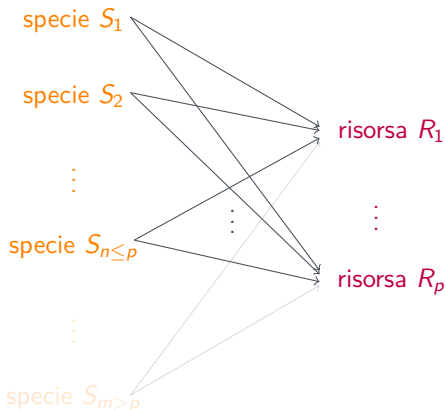 specie S₁
specie S₂
risorsa R₁
⋮
⋮
⋮
specie Sₙ≤ₚ
risorsa Rₚ
⋮
specie Sₘ>ₚ